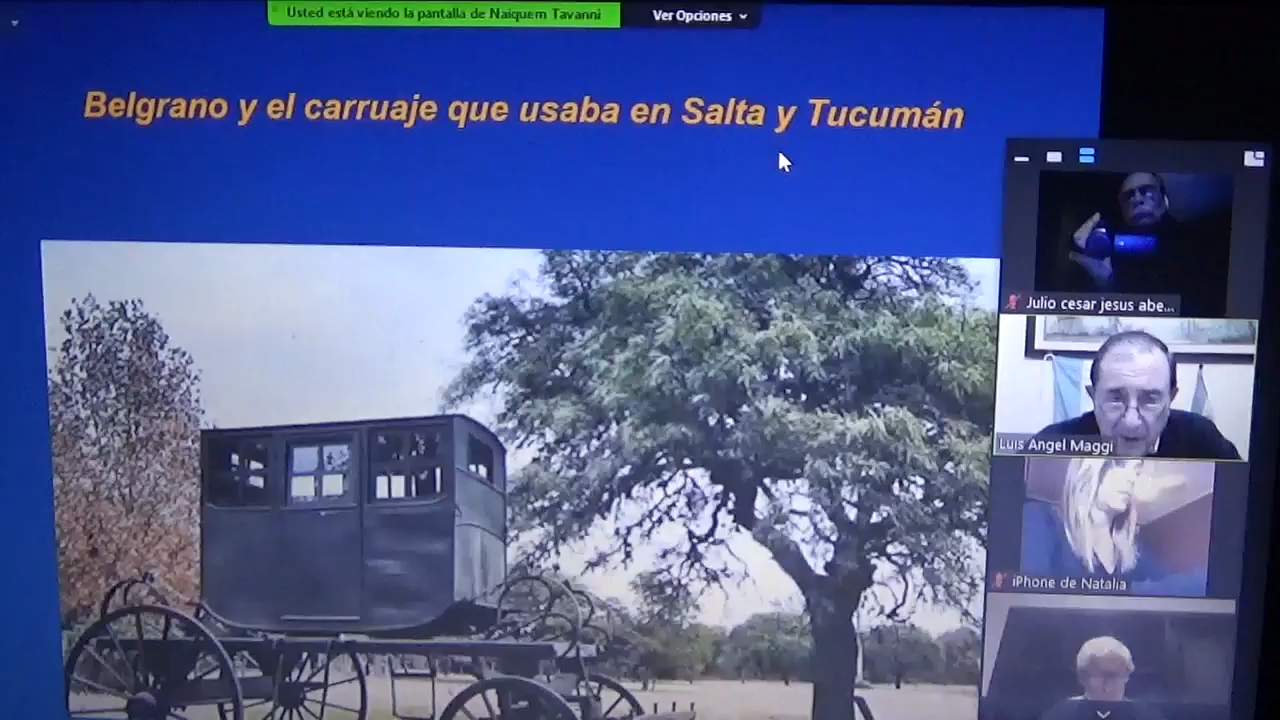 Usted está viendo la pantalla de Naiquem Tavanni
Ver Opciones
Belgrano y el carruaje que usaba en Salta y Tucumán
Julio cesar jesus abe...
Luis Angel Maggi
iPhone de Natalia